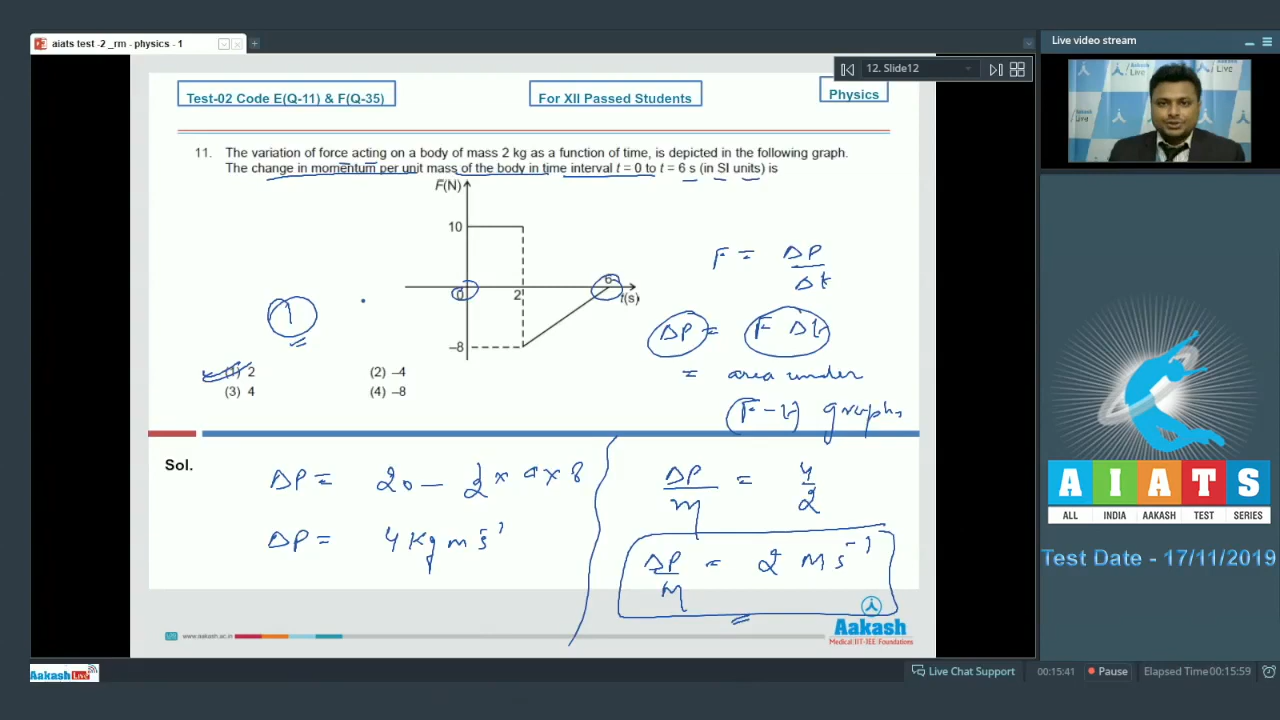 aiats test -2 _rm - physics - 1
Live video stream
12. Slide12
Test-02 Code E(Q-11) & F(Q-35)
For XII Passed Students
Physics
11. The variation of force acting on a body of mass 2 kg as a function of time, is depicted in the following graph.
The change in momentum per unit mass of the body in time interval t = 0 to t = 6 s (in SI units) is
F(N)
10
0
2
6
t(s)
–8
F = ΔP/Δt
ΔP = F Δt
= area under
(F-t) graph.
1
(1) 2
(2) –4
(3) 4
(4) –8
Sol.
ΔP = 20 - 1/2 × 4 × 8
ΔP = 4 Kg m s⁻¹
ΔP/m = 4/2
ΔP/m = 2 m s⁻¹
www.aakash.ac.in
Aakash
Medical|IIT-JEE|Foundations
AIATS
ALL INDIA AAKASH TEST SERIES
Test Date - 17/11/2019
Aakash Live
Live Chat Support
00:15:41
Pause
Elapsed Time 00:15:59